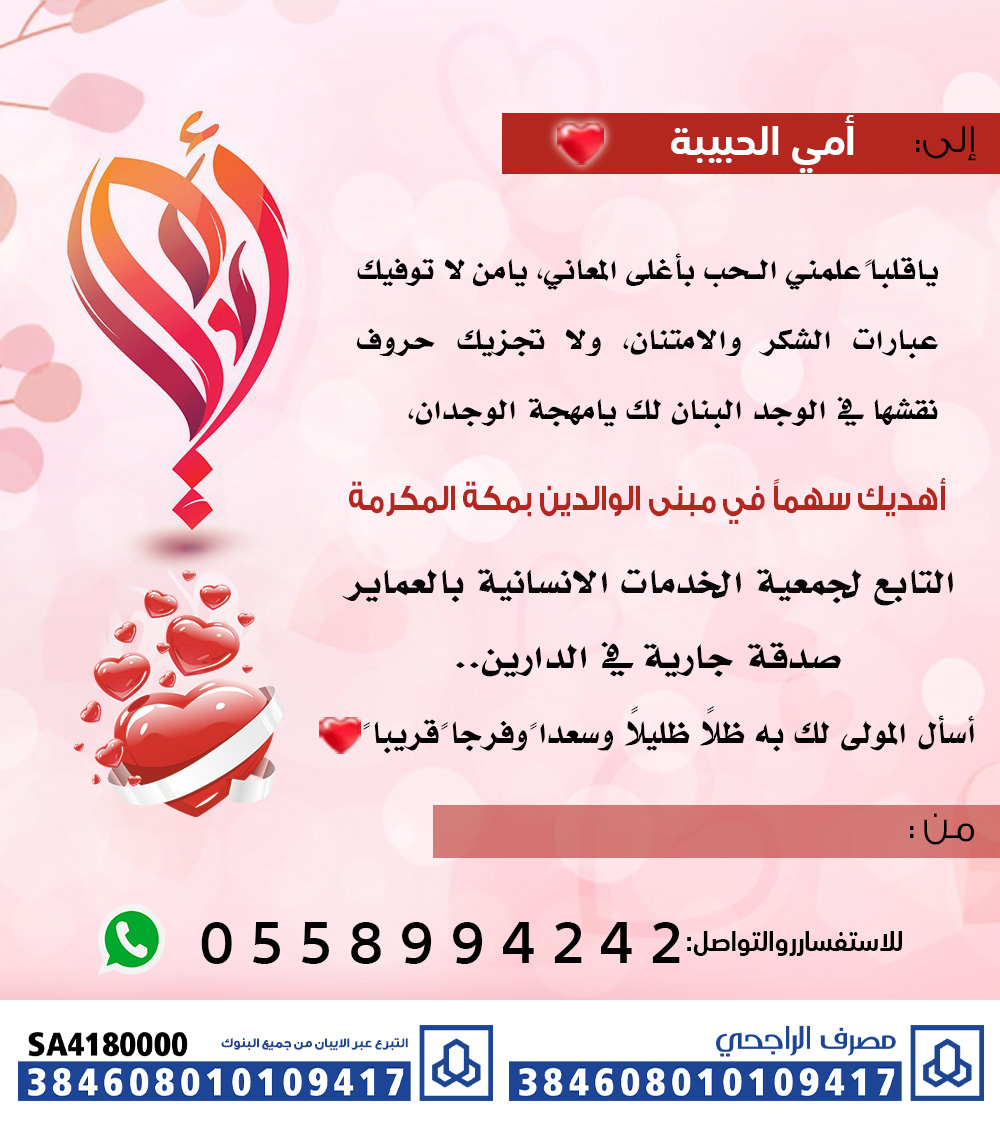 إلى: أمي الحبيبة
أمي
ياقلباً علمني الحب بأغلى المعاني، يامن لا توفيك
عبارات الشكر والامتنان، ولا تجزيك حروف
نقشها في الوجد البنان لك يامهجة الوجدان،
أهديك سهماً في مبنى الوالدين بمكة المكرمة
التابع لجمعية الخدمات الانسانية بالعماير
صدقة جارية في الدارين..
أسأل المولى لك به ظلاً ظليلاً وسعداً وفرجاً قريباً
من :
للاستفسارروالتواصل: 0558994242
مصرف الراجحي
384608010109417
التبرع عبر الايبان من جميع البنوك SA4180000
384608010109417